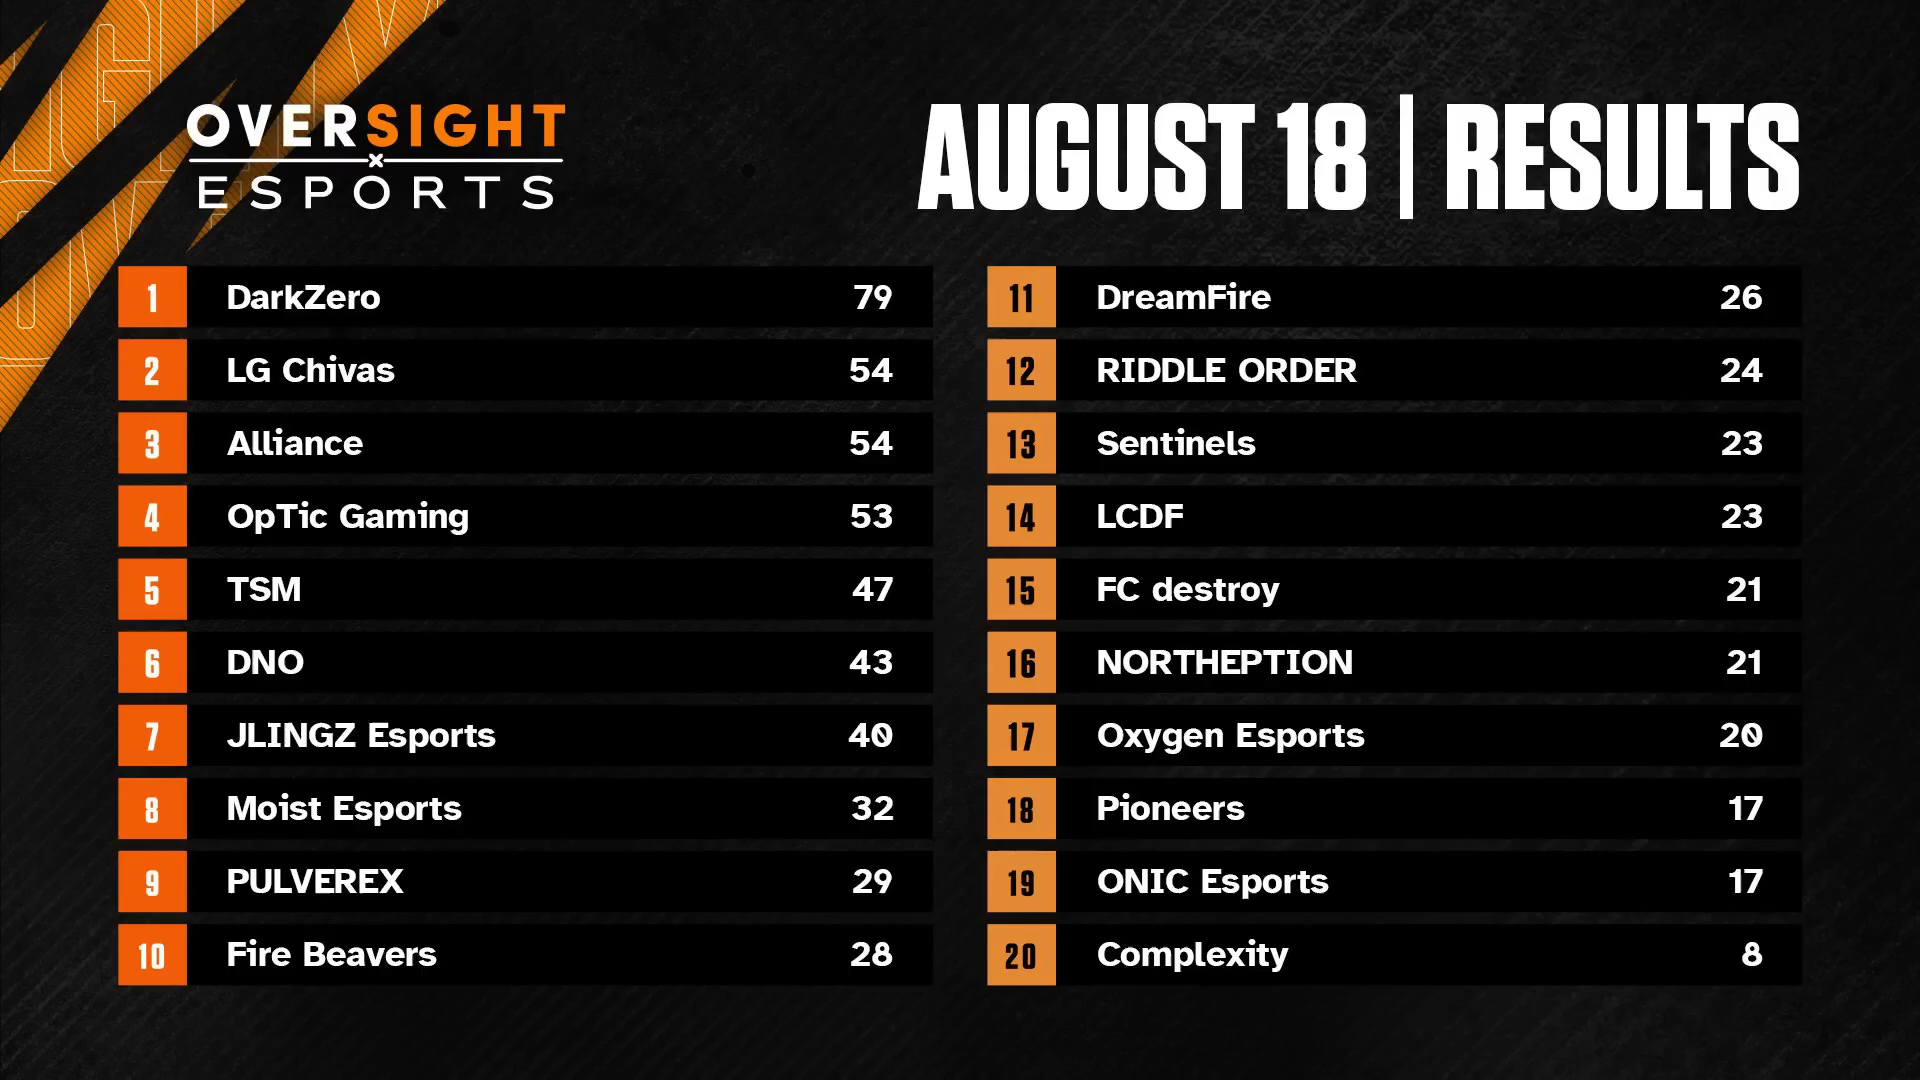 OVERSIGHT
×
ESPORTS
AUGUST 18 | RESULTS
1 DarkZero 79
2 LG Chivas 54
3 Alliance 54
4 OpTic Gaming 53
5 TSM 47
6 DNO 43
7 JLINGZ Esports 40
8 Moist Esports 32
9 PULVEREX 29
10 Fire Beavers 28
11 DreamFire 26
12 RIDDLE ORDER 24
13 Sentinels 23
14 LCDF 23
15 FC destroy 21
16 NORTHEPTION 21
17 Oxygen Esports 20
18 Pioneers 17
19 ONIC Esports 17
20 Complexity 8